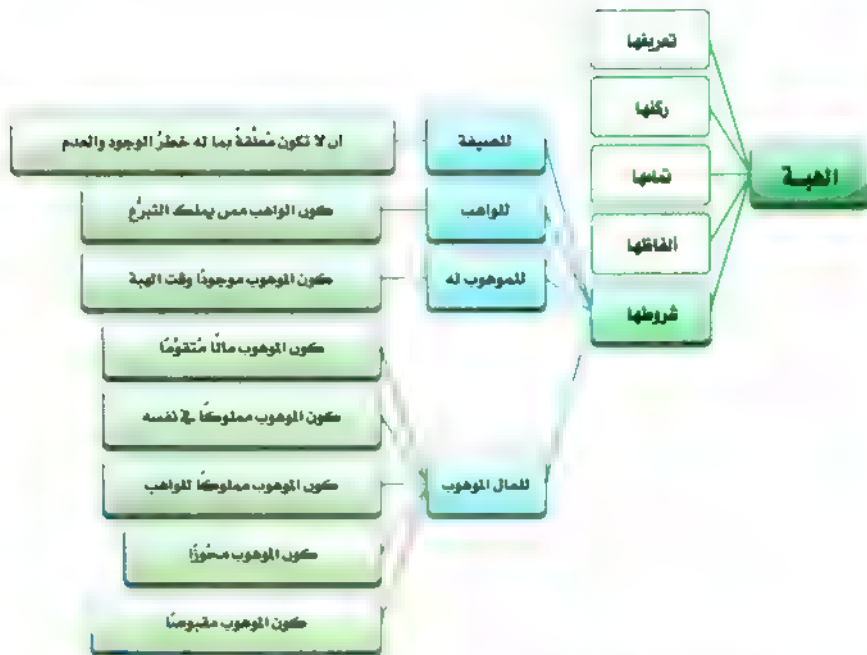 الهبة
تعريفها
ركنها
تمامها
ألفاظها
شروطها
للصيغة
أن لا تكون مُعلَّقةً بما له خطرُ الوجود والعدم
للواهب
كون الواهب ممن يملك التبرُّع
للموهوب له
كون الموهوب موجودًا وقت الهبة
للمال الموهوب
كون الموهوب مالًا مُتقوَّمًا
كون الموهوب مملوكًا في نفسه
كون الموهوب مملوكًا للواهب
كون الموهوب محُوزًا
كون الموهوب مقبوضًا